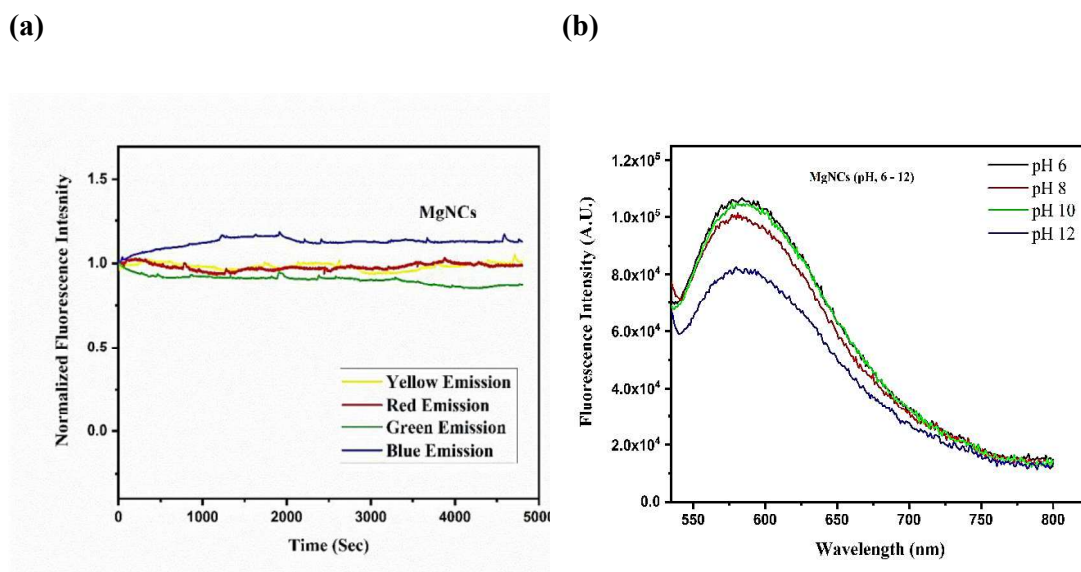 (a)
(b)
Normalized Fluorescence Intesnity
1.5
1.0
0.5
0.0
MgNCs
Yellow Emission
Red Emission
Green Emission
Blue Emission
0
1000
2000
3000
4000
5000
Time (Sec)
Fluorescence Intensity (A.U.)
1.2x10⁵
1.0x10⁵
8.0x10⁴
6.0x10⁴
4.0x10⁴
2.0x10⁴
0.0
MgNCs (pH, 6 - 12)
pH 6
pH 8
pH 10
pH 12
550
600
650
700
750
800
Wavelength (nm)